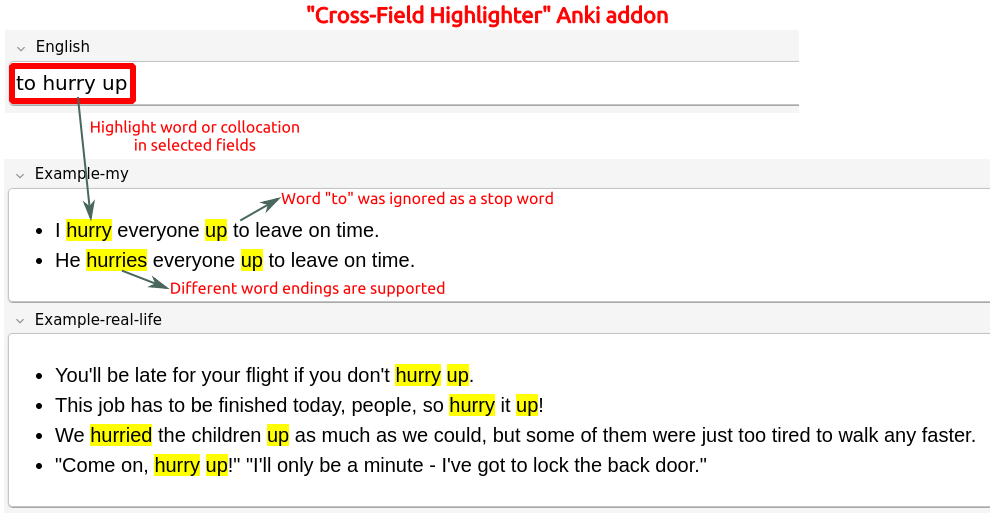 "Cross-Field Highlighter" Anki addon
English
to hurry up
Highlight word or collocation
in selected fields
Example-my
Word "to" was ignored as a stop word
• I hurry everyone up to leave on time.
• He hurries everyone up to leave on time.
Different word endings are supported
Example-real-life
• You'll be late for your flight if you don't hurry up.
• This job has to be finished today, people, so hurry it up!
• We hurried the children up as much as we could, but some of them were just too tired to walk any faster.
• "Come on, hurry up!" "I'll only be a minute - I've got to lock the back door."